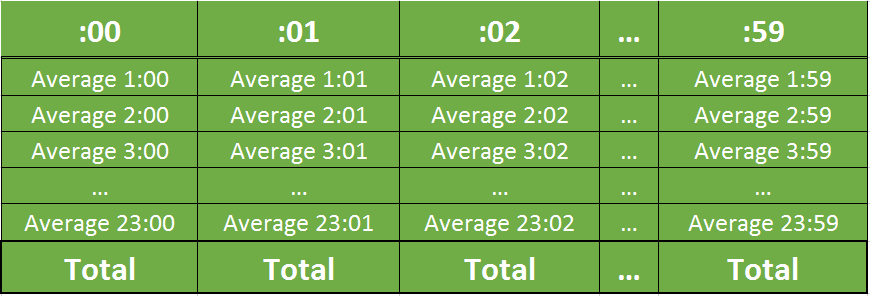 :00 :01 :02 ... :59
Average 1:00 Average 1:01 Average 1:02 ... Average 1:59
Average 2:00 Average 2:01 Average 2:02 ... Average 2:59
Average 3:00 Average 3:01 Average 3:02 ... Average 3:59
... ... ... ... ...
Average 23:00 Average 23:01 Average 23:02 ... Average 23:59
Total Total Total ... Total